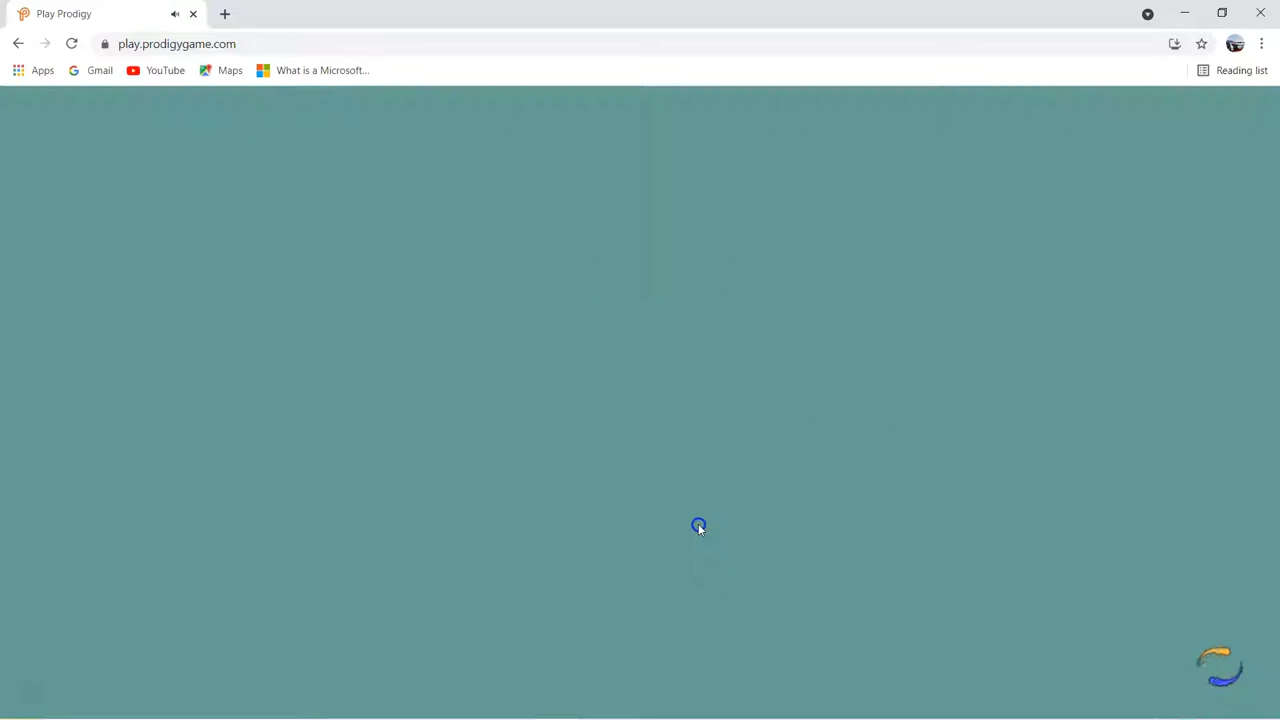 Play Prodigy
play.prodigygame.com
Apps Gmail YouTube Maps What is a Microsoft... Reading list